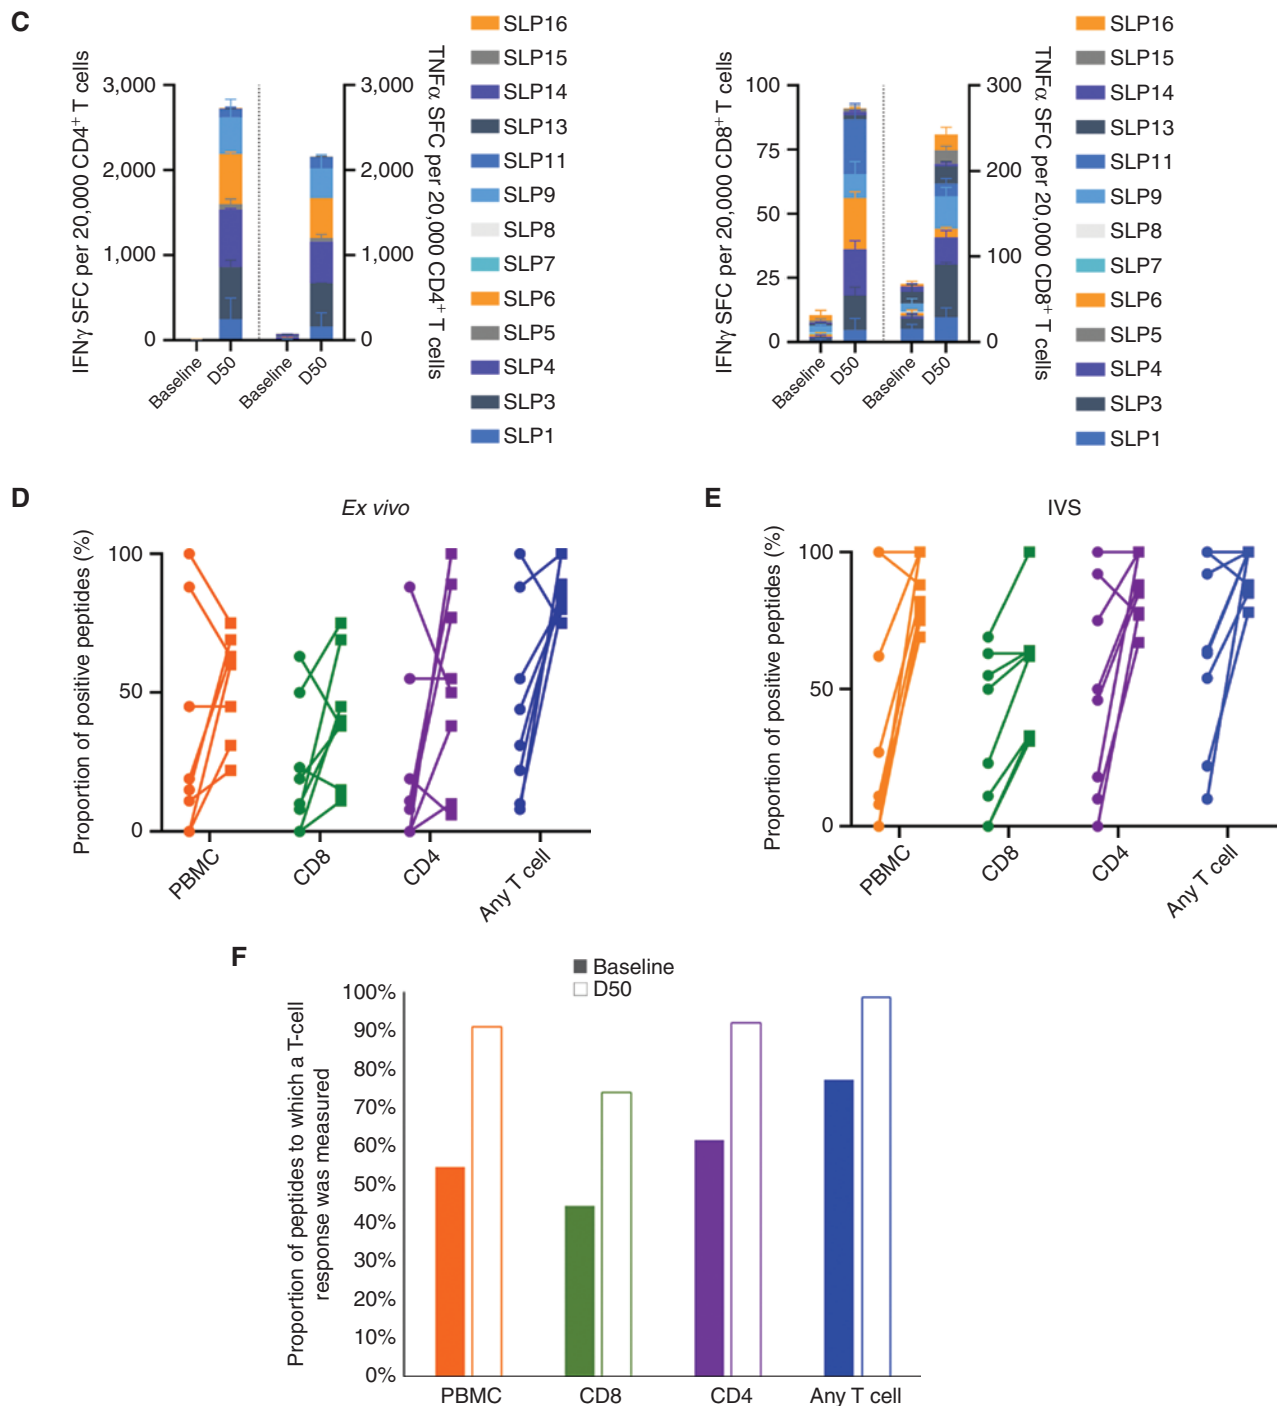 C
IFNγ SFC per 20,000 CD4+ T cells
3,000
2,000
1,000
0
Baseline
D50
Baseline
D50
3,000
2,000
1,000
0
TNFα SFC per 20,000 CD4+ T cells
SLP16
SLP15
SLP14
SLP13
SLP11
SLP9
SLP8
SLP7
SLP6
SLP5
SLP4
SLP3
SLP1
IFNγ SFC per 20,000 CD8+ T cells
100
75
50
25
0
Baseline
D50
Baseline
D50
300
200
100
0
TNFα SFC per 20,000 CD8+ T cells
SLP16
SLP15
SLP14
SLP13
SLP11
SLP9
SLP8
SLP7
SLP6
SLP5
SLP4
SLP3
SLP1
D
Ex vivo
Proportion of positive peptides (%)
100
50
0
PBMC
CD8
CD4
Any T cell
E
IVS
Proportion of positive peptides (%)
100
50
0
PBMC
CD8
CD4
Any T cell
F
Baseline
D50
Proportion of peptides to which a T-cell
response was measured
100%
90%
80%
70%
60%
50%
40%
30%
20%
10%
0%
PBMC
CD8
CD4
Any T cell